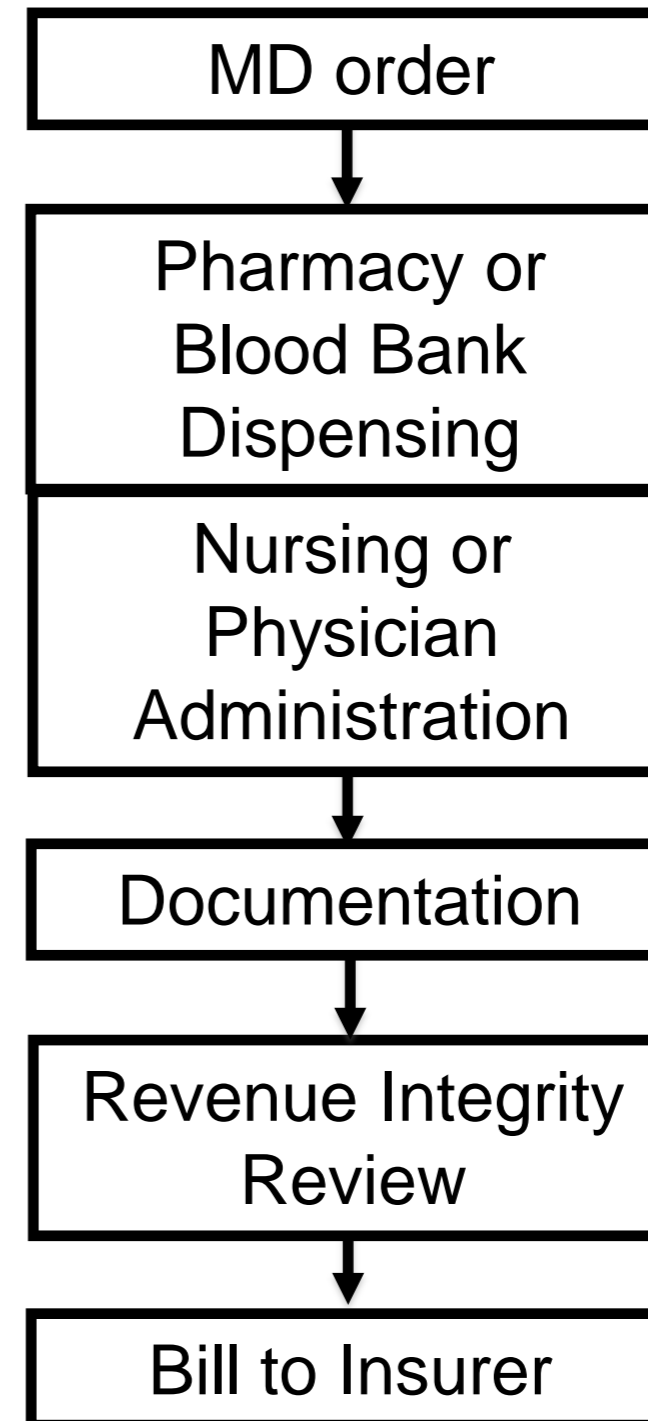 MD order
Pharmacy or
Blood Bank
Dispensing
Nursing or
Physician
Administration
Documentation
Revenue Integrity
Review
Bill to Insurer